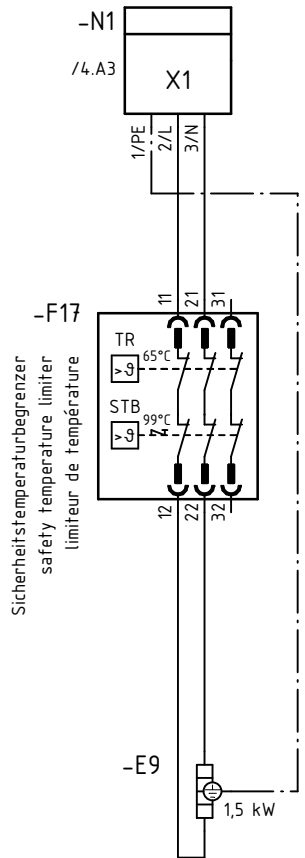 -N1
/4.A3
X1
1/PE
2/L
3/N
11
21
31
-F17
TR
65°C
>ϑ
STB
99°C
>ϑ
Sicherheitstemperaturbegrenzer
safety temperature limiter
limiteur de température
12
22
32
-E9
1,5 kW